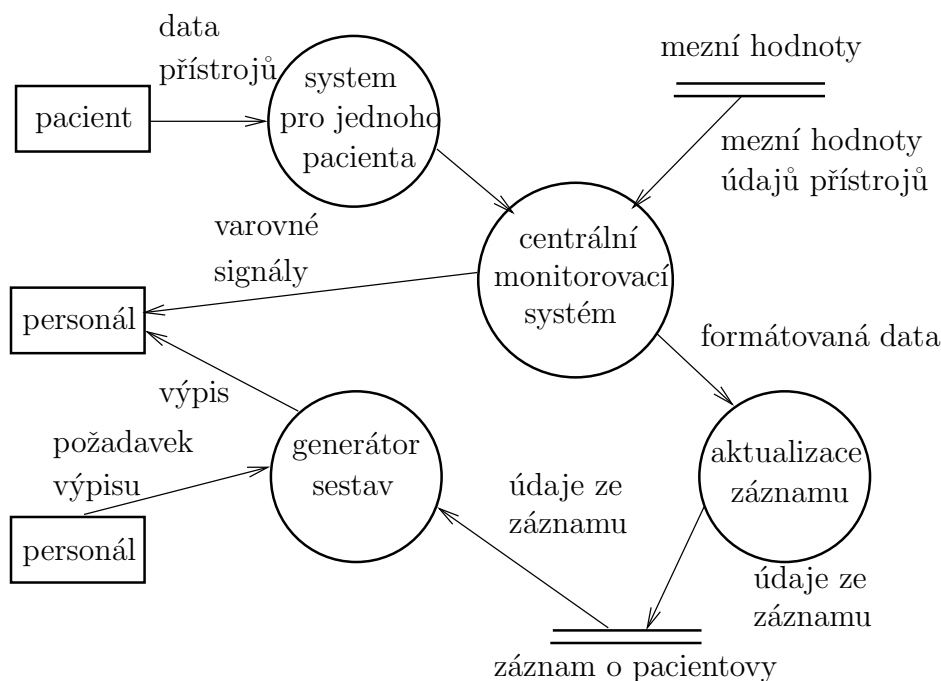 data
přístrojů
mezní hodnoty
system
pro jednoho
pacienta
pacient
mezní hodnoty
údajů přístrojů
varovné
signály
centrální
monitorovací
systém
personál
formátovaná data
výpis
požadavek
výpisu
generátor
sestav
aktualizace
záznamu
údaje ze
záznamu
personál
údaje ze
záznamu
záznam o pacientovy